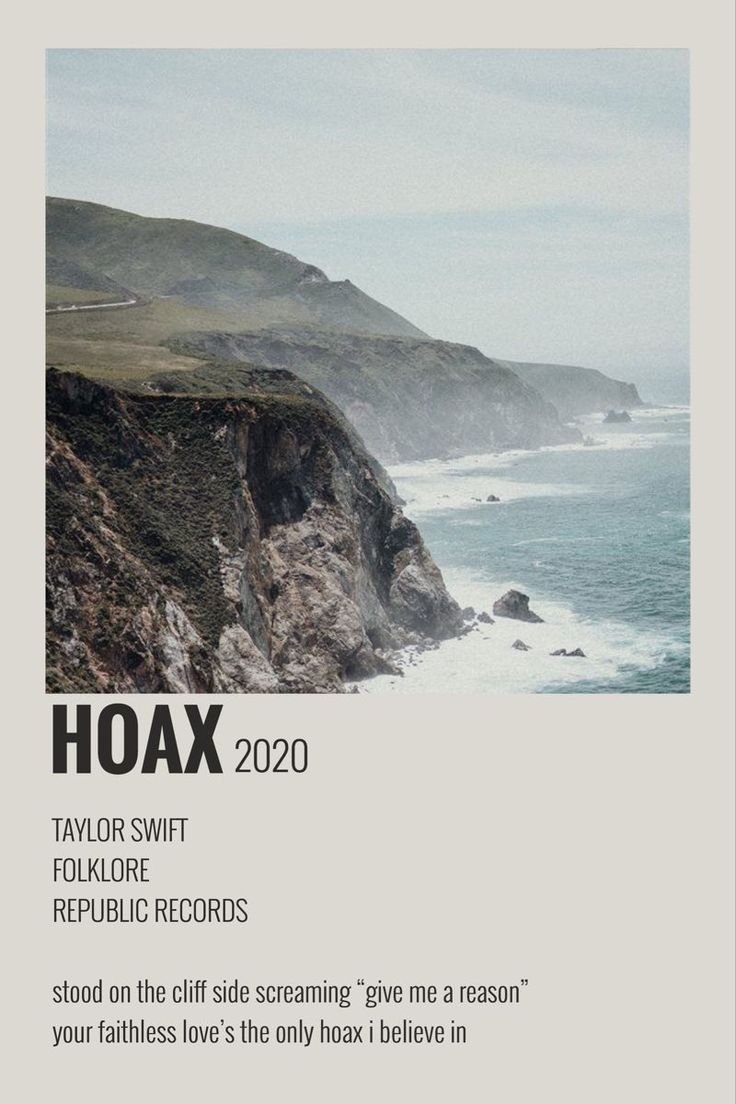 HOAX 2020
TAYLOR SWIFT
FOLKLORE
REPUBLIC RECORDS
stood on the cliff side screaming “give me a reason”
your faithless love’s the only hoax i believe in